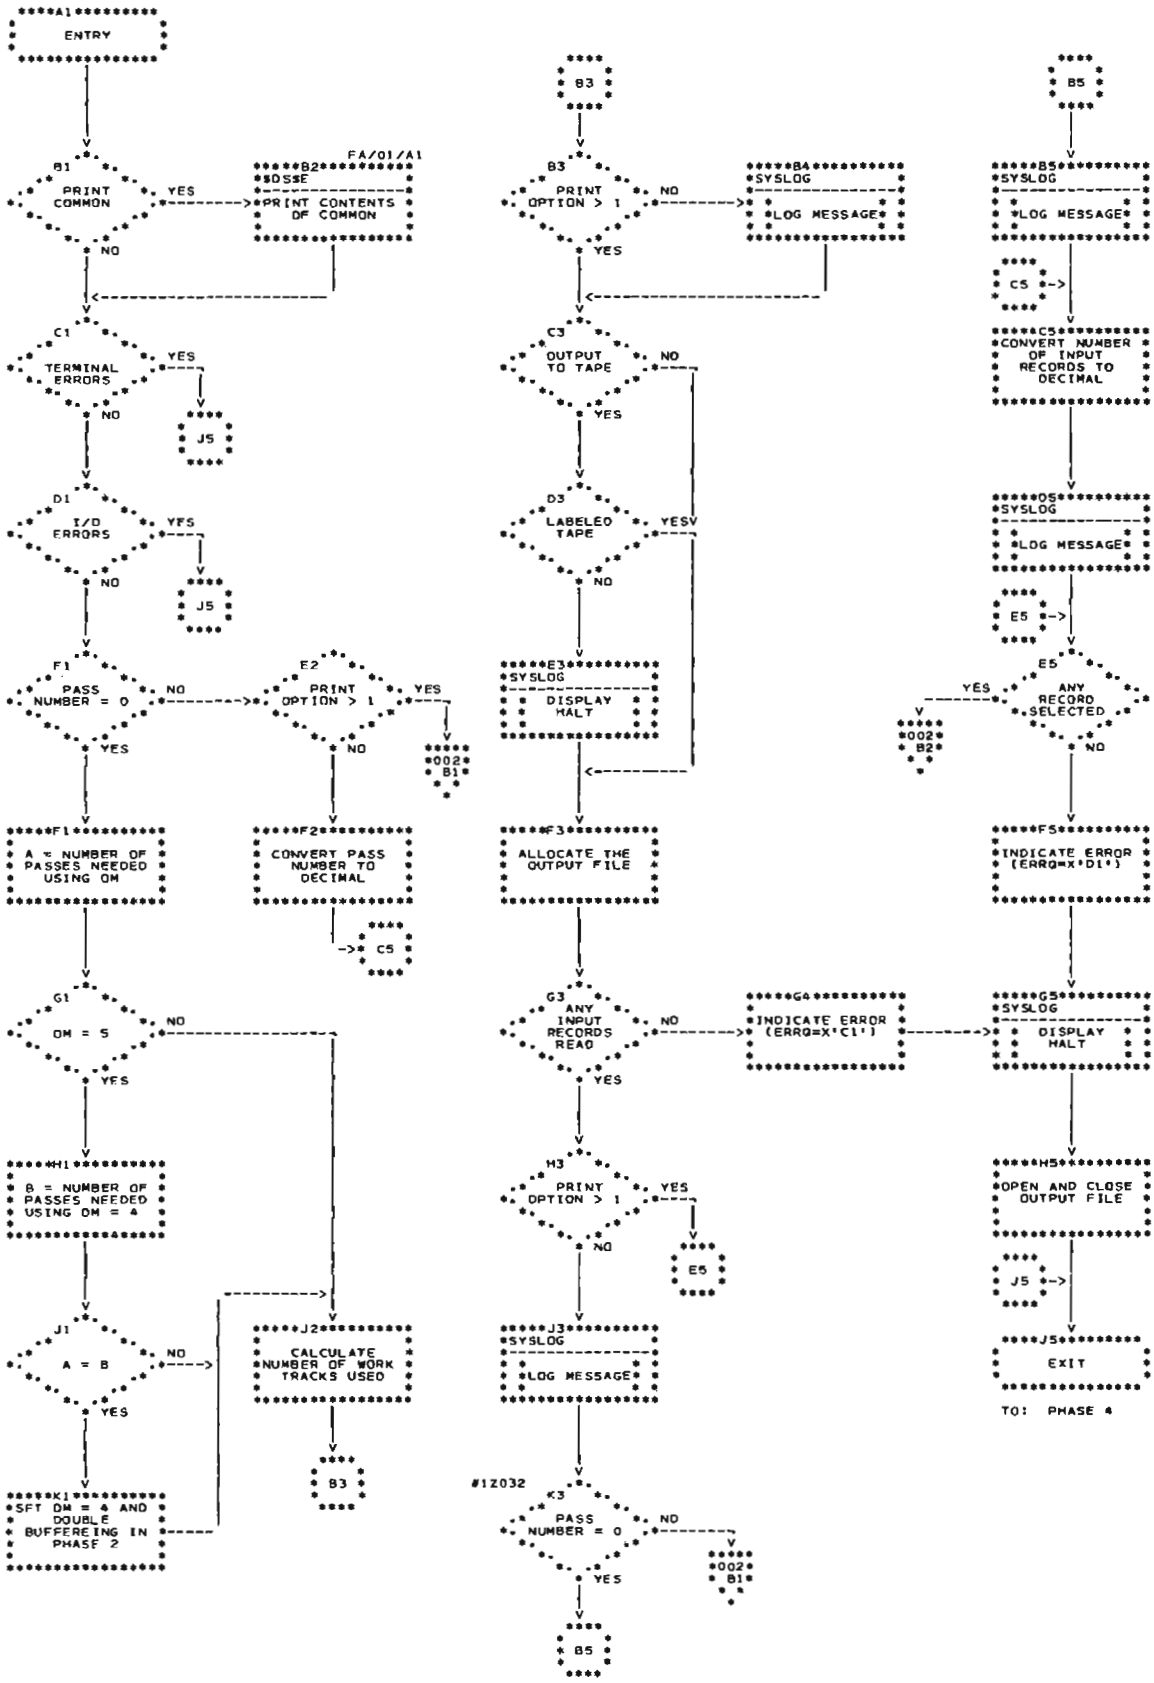 A1
ENTRY
B1
PRINT
COMMON
YES
NO
FA/01/A1
B2
$DSSE
PRINT CONTENTS
OF COMMON
C1
TERMINAL
ERRORS
YES
NO
J5
D1
I/O
ERRORS
YES
NO
J5
F1
PASS
NUMBER = 0
NO
YES
E2
PRINT
OPTION > 1
YES
NO
002
B1
F1
A = NUMBER OF
PASSES NEEDED
USING OM
F2
CONVERT PASS
NUMBER TO
DECIMAL
C5
G1
OM = 5
NO
YES
H1
B = NUMBER OF
PASSES NEEDED
USING OM = 4
J1
A = B
NO
YES
J2
CALCULATE
NUMBER OF WORK
TRACKS USED
B3
K1
SET OM = 4 AND
DOUBLE
BUFFEREING IN
PHASE 2
B3
B3
PRINT
OPTION > 1
NO
YES
B4
SYSLOG
LOG MESSAGE
C3
OUTPUT
TO TAPE
NO
YES
D3
LABELED
TAPE
YES
NO
E3
SYSLOG
DISPLAY
HALT
F3
ALLOCATE THE
OUTPUT FILE
G3
ANY
INPUT
RECORDS
READ
NO
YES
G4
INDICATE ERROR
(ERRQ=X'C1')
H3
PRINT
OPTION > 1
YES
NO
E5
J3
SYSLOG
LOG MESSAGE
#1Z032
K3
PASS
NUMBER = 0
NO
YES
002
B1
B5
B5
B5
SYSLOG
LOG MESSAGE
C5
C5
CONVERT NUMBER
OF INPUT
RECORDS TO
DECIMAL
D5
SYSLOG
LOG MESSAGE
E5
E5
ANY
RECORD
SELECTED
YES
NO
002
B2
F5
INDICATE ERROR
(ERRQ=X'D1')
G5
SYSLOG
DISPLAY
HALT
H5
OPEN AND CLOSE
OUTPUT FILE
J5
J5
EXIT
TO: PHASE 4